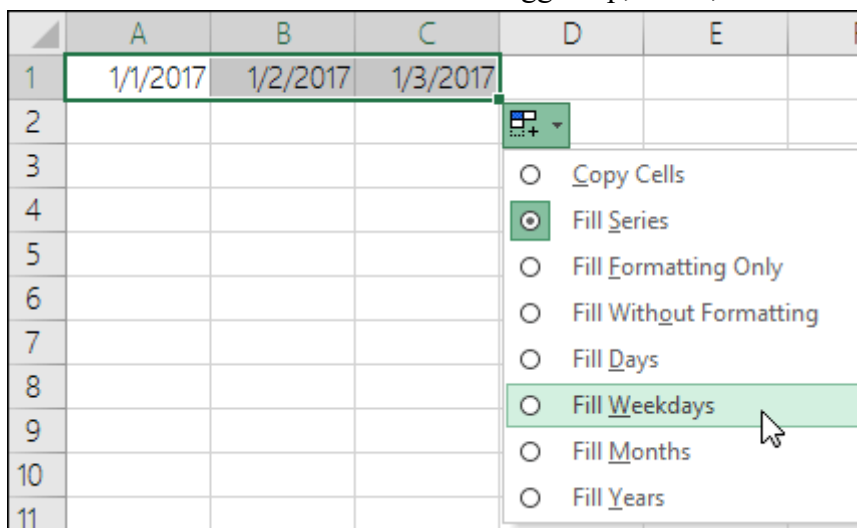 A B C D E
1 1/1/2017 1/2/2017 1/3/2017
2
3 Copy Cells
4 Fill Series
5 Fill Formatting Only
6 Fill Without Formatting
7 Fill Days
8 Fill Weekdays
9 Fill Months
10 Fill Years
11